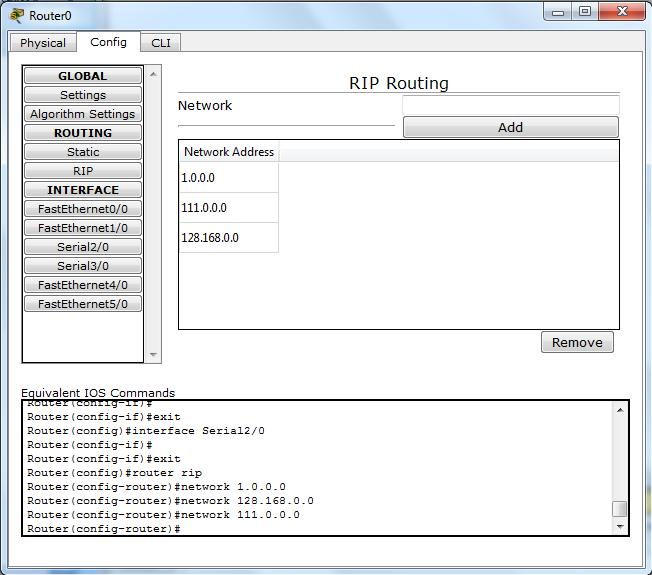 Router0
Physical
Config
CLI
GLOBAL
Settings
Algorithm Settings
ROUTING
Static
RIP
INTERFACE
FastEthernet0/0
FastEthernet1/0
Serial2/0
Serial3/0
FastEthernet4/0
FastEthernet5/0
RIP Routing
Network
Add
Network Address
1.0.0.0
111.0.0.0
128.168.0.0
Remove
Equivalent IOS Commands
Router(config-if)#
Router(config-if)#exit
Router(config)#interface Serial2/0
Router(config-if)#
Router(config-if)#exit
Router(config)#router rip
Router(config-router)#network 1.0.0.0
Router(config-router)#network 128.168.0.0
Router(config-router)#network 111.0.0.0
Router(config-router)#